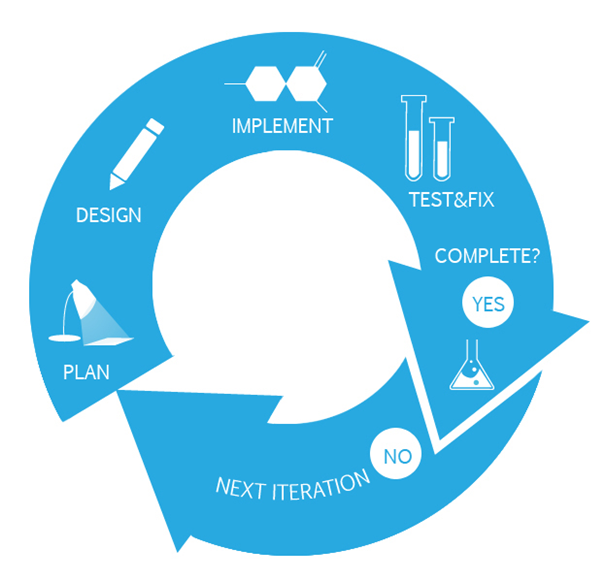 PLAN
DESIGN
IMPLEMENT
TEST&FIX
COMPLETE?
YES
NO
NEXT ITERATION